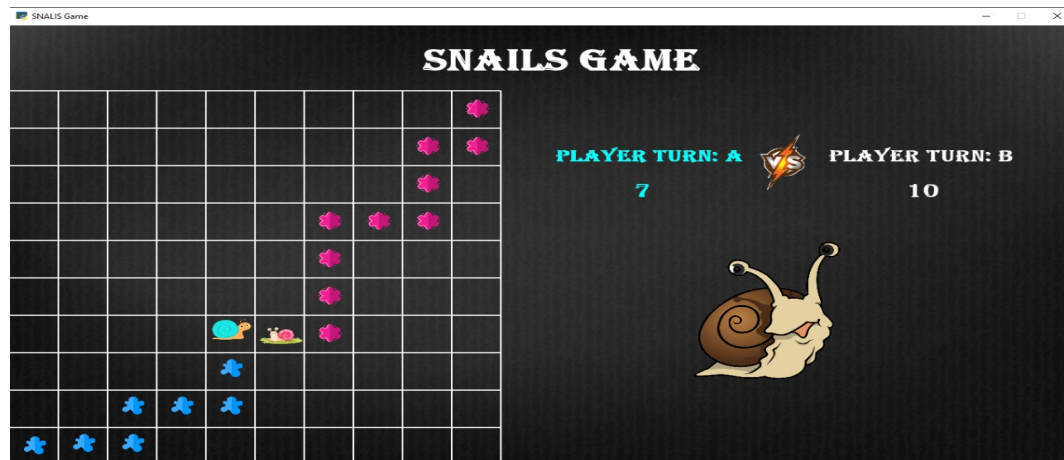 SNALIS Game
SNAILS GAME
PLAYER TURN: A
VS
PLAYER TURN: B
7
10